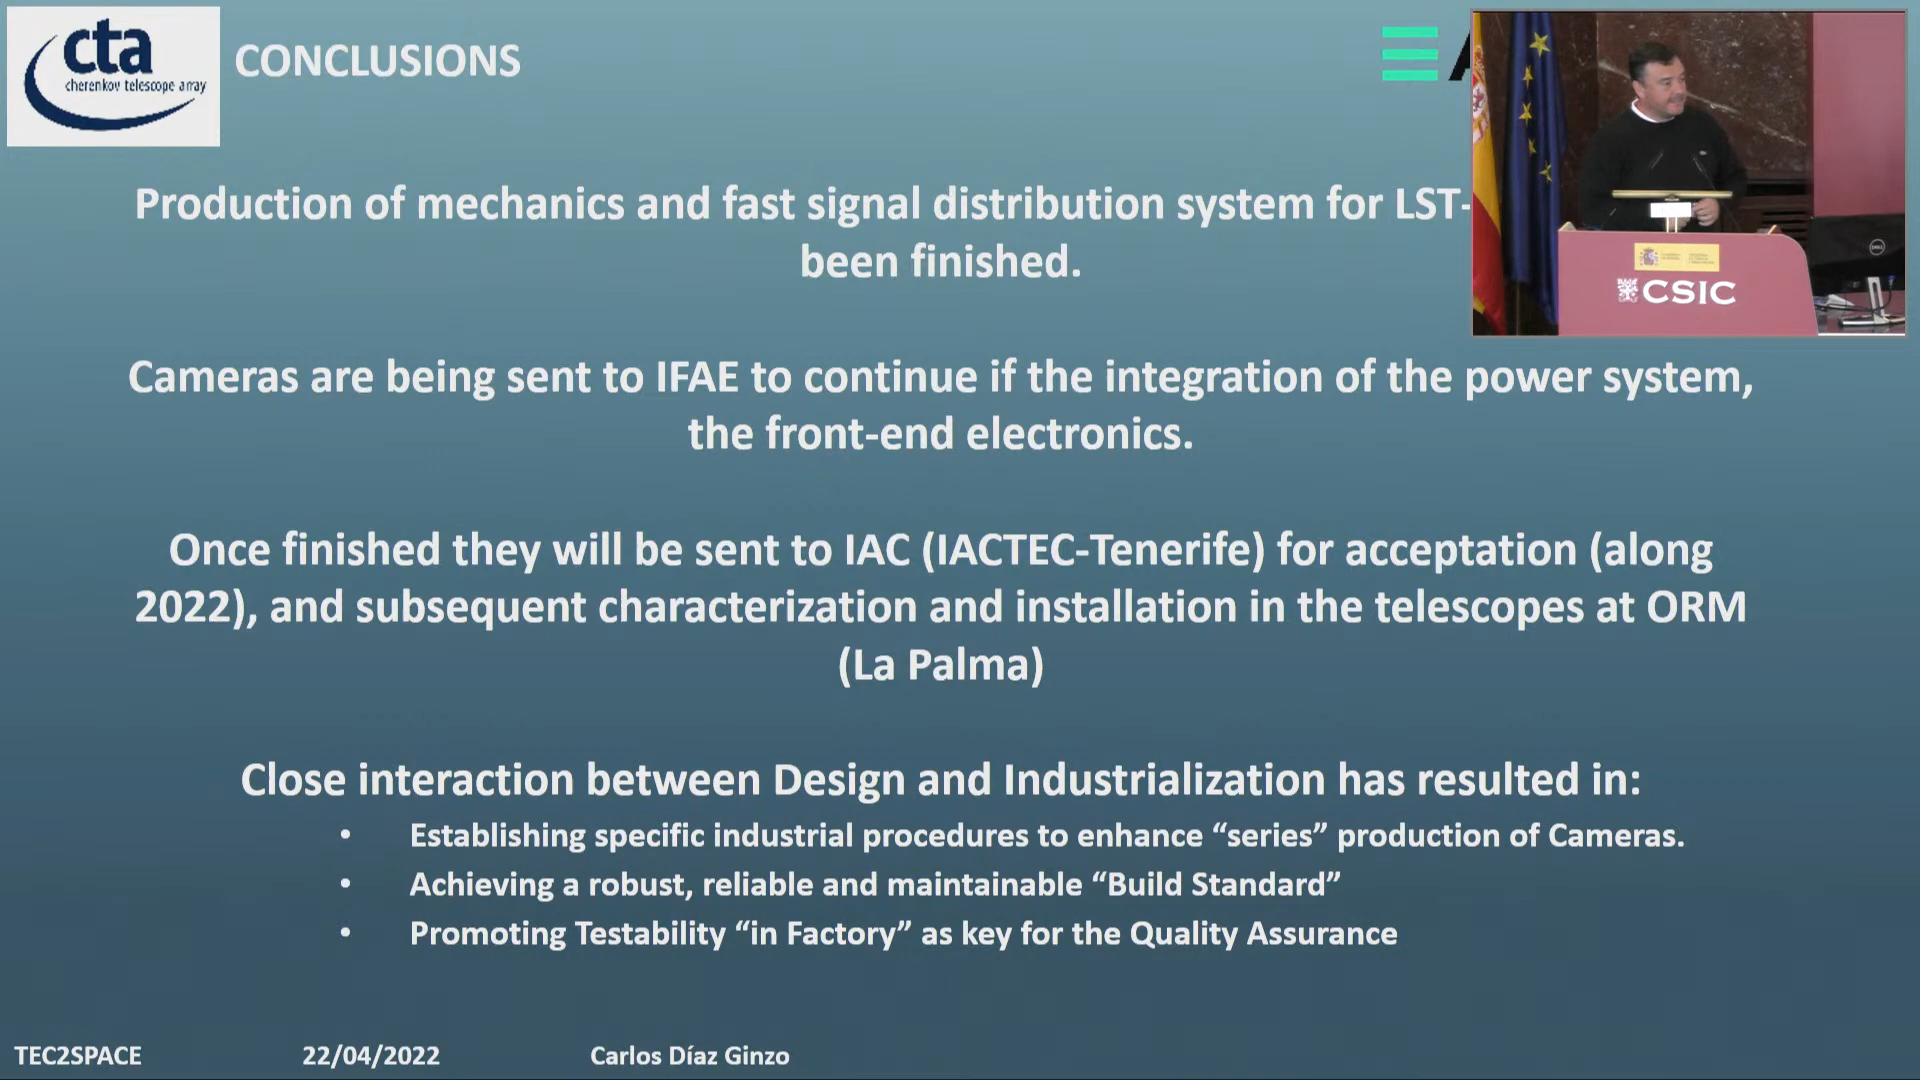 cta
cherenkov telescope array
CONCLUSIONS
Production of mechanics and fast signal distribution system for LST-
been finished.
Cameras are being sent to IFAE to continue if the integration of the power system,
the front-end electronics.
Once finished they will be sent to IAC (IACTEC-Tenerife) for acceptation (along
2022), and subsequent characterization and installation in the telescopes at ORM
(La Palma)
Close interaction between Design and Industrialization has resulted in:
• Establishing specific industrial procedures to enhance “series” production of Cameras.
• Achieving a robust, reliable and maintainable “Build Standard”
• Promoting Testability “in Factory” as key for the Quality Assurance
TEC2SPACE 22/04/2022 Carlos Díaz Ginzo
CSIC
DELL